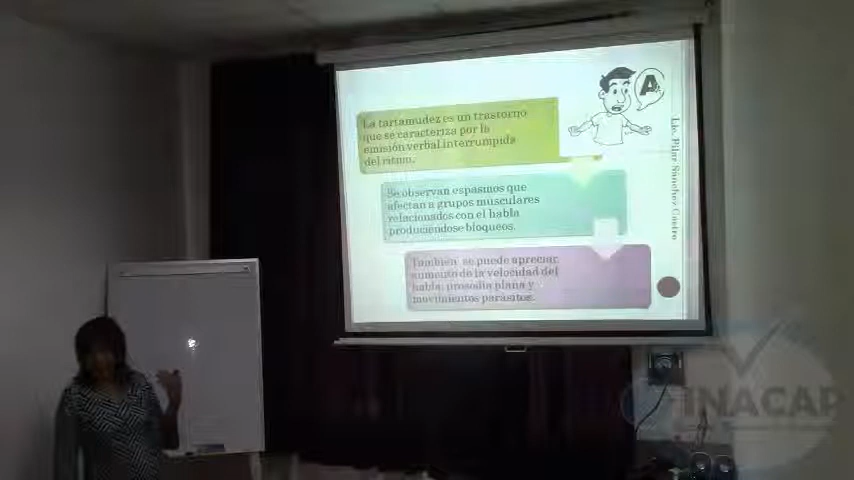 La tartamudez es un trastorno
que se caracteriza por la
emisión verbal interrumpida
del ritmo.
A
Se observan espasmos que
afectan a grupos musculares
relacionados con el habla
produciéndose bloqueos.
También se puede apreciar
aumento de la velocidad del
habla, prosodia plana y
movimientos parásitos.
Lic. Pilar Sánchez Castro
INACAP